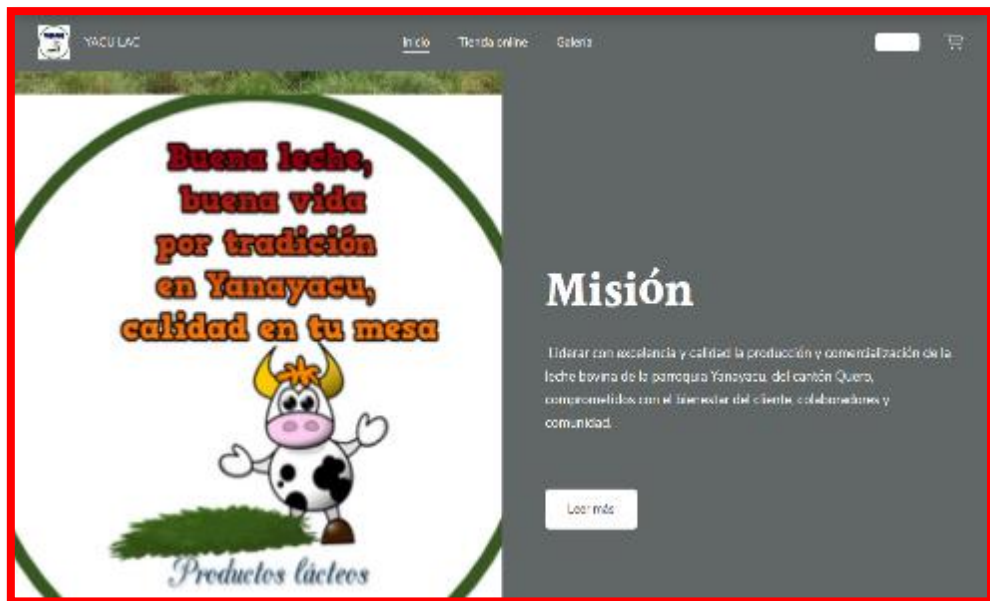 YACU LAC
Inicio
Tienda online
Galería
Buena leche,
buena vida
por tradición
en Yanayacu,
calidad en tu mesa
Productos lácteos
Misión
Liderar con excelencia y calidad la producción y comercialización de la
leche bovina de la parroquia Yanayacu, del cantón Quero,
comprometidos con el bienestar del cliente, colaboradores y
comunidad.
Leer más